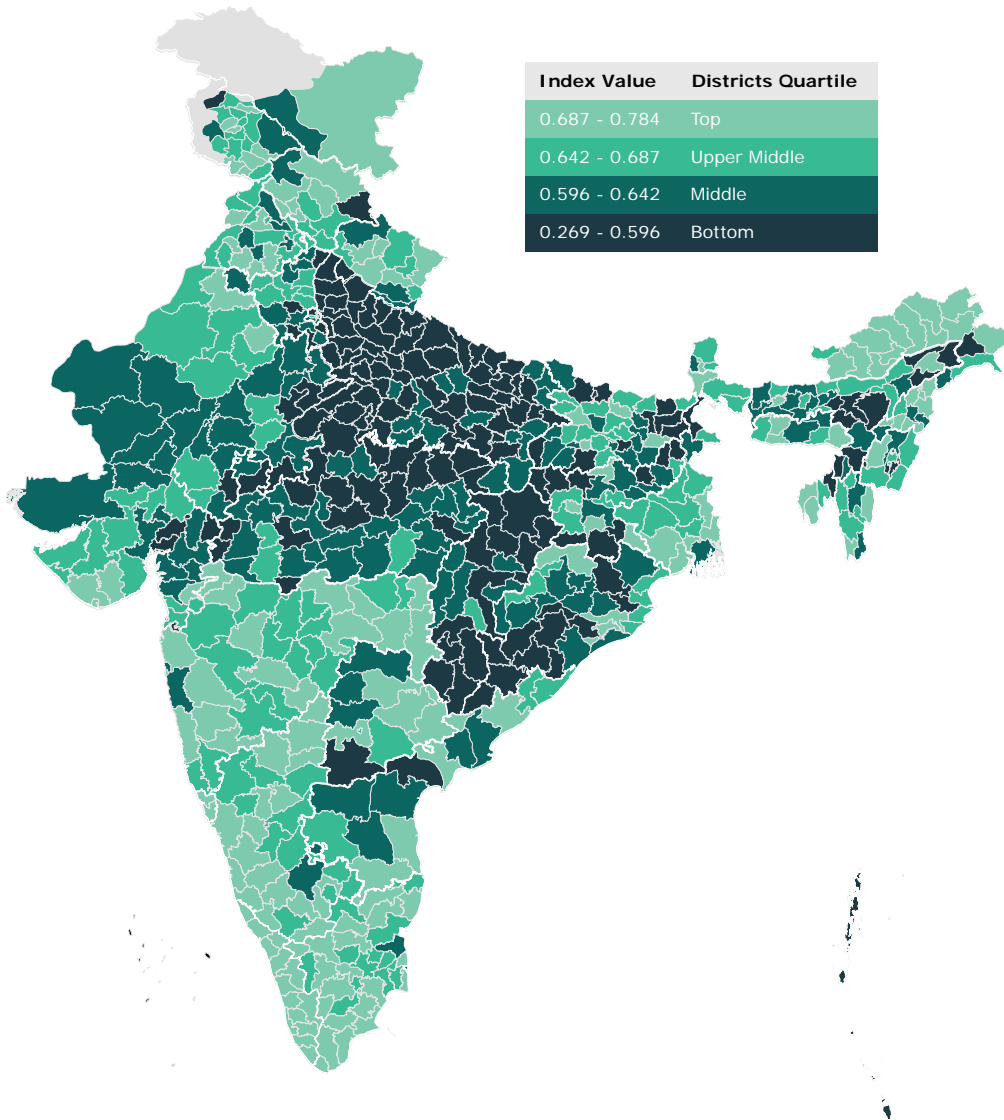 Index Value Districts Quartile
0.687 - 0.784 Top
0.642 - 0.687 Upper Middle
0.596 - 0.642 Middle
0.269 - 0.596 Bottom